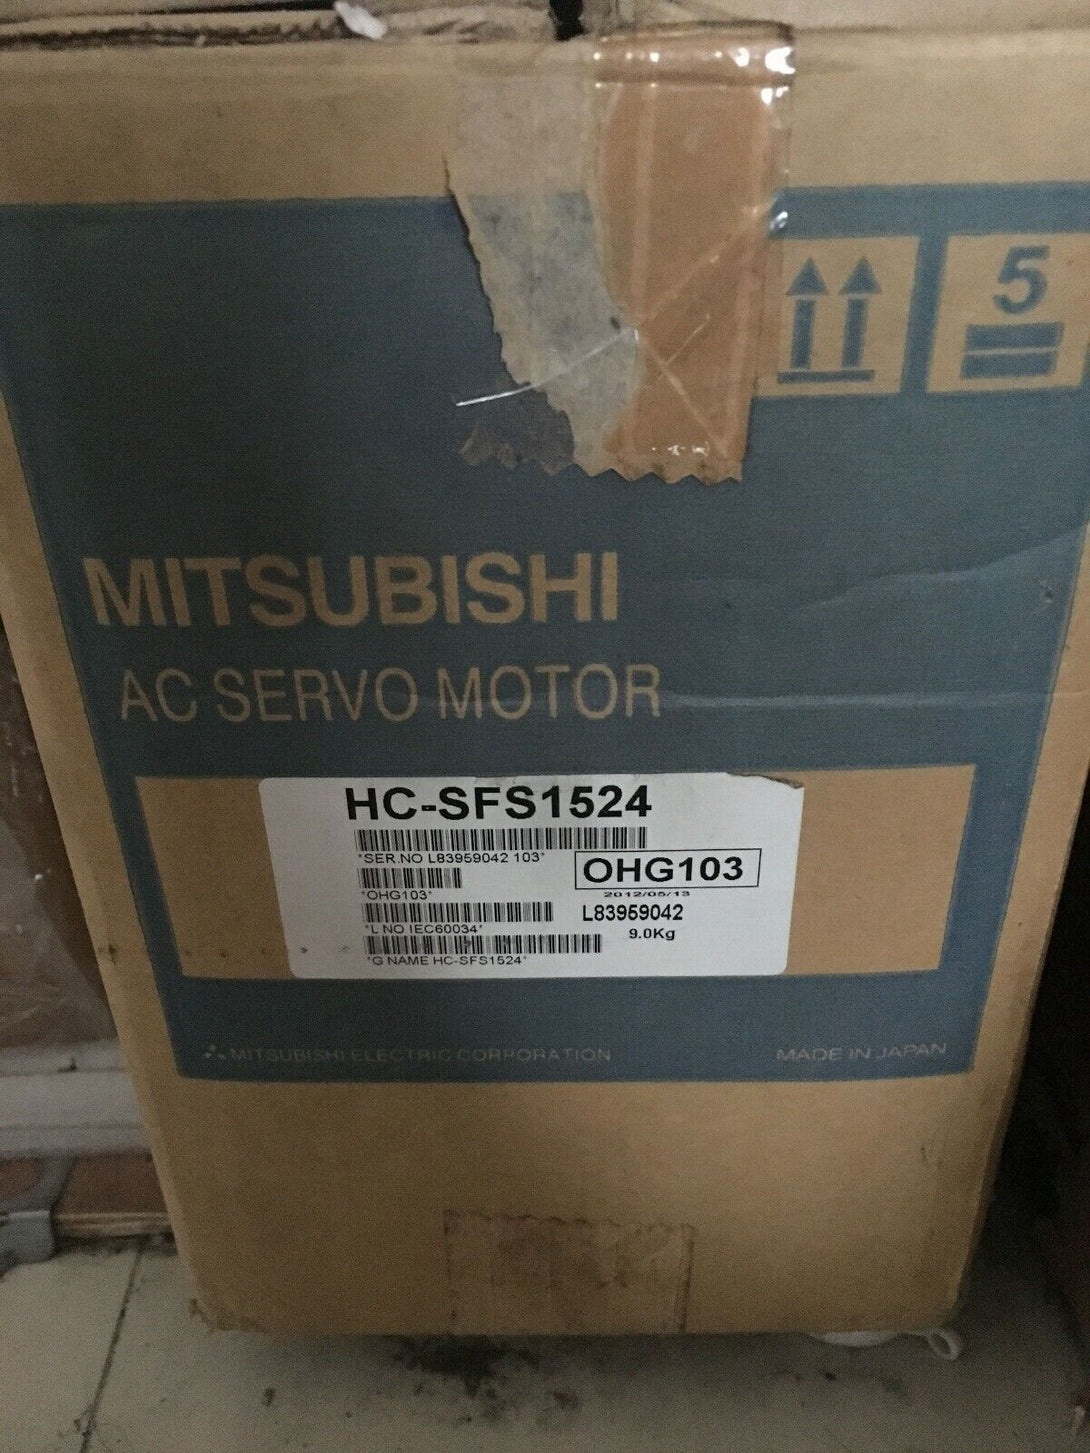 5
MITSUBISHI
AC SERVO MOTOR
HC-SFS1524
*SER.NO L83959042 103*
OHG103
2012/05/13
*OHG103*
L83959042
*L NO IEC60034*
9.0Kg
*G NAME HC-SFS1524*
MITSUBISHI ELECTRIC CORPORATION
MADE IN JAPAN